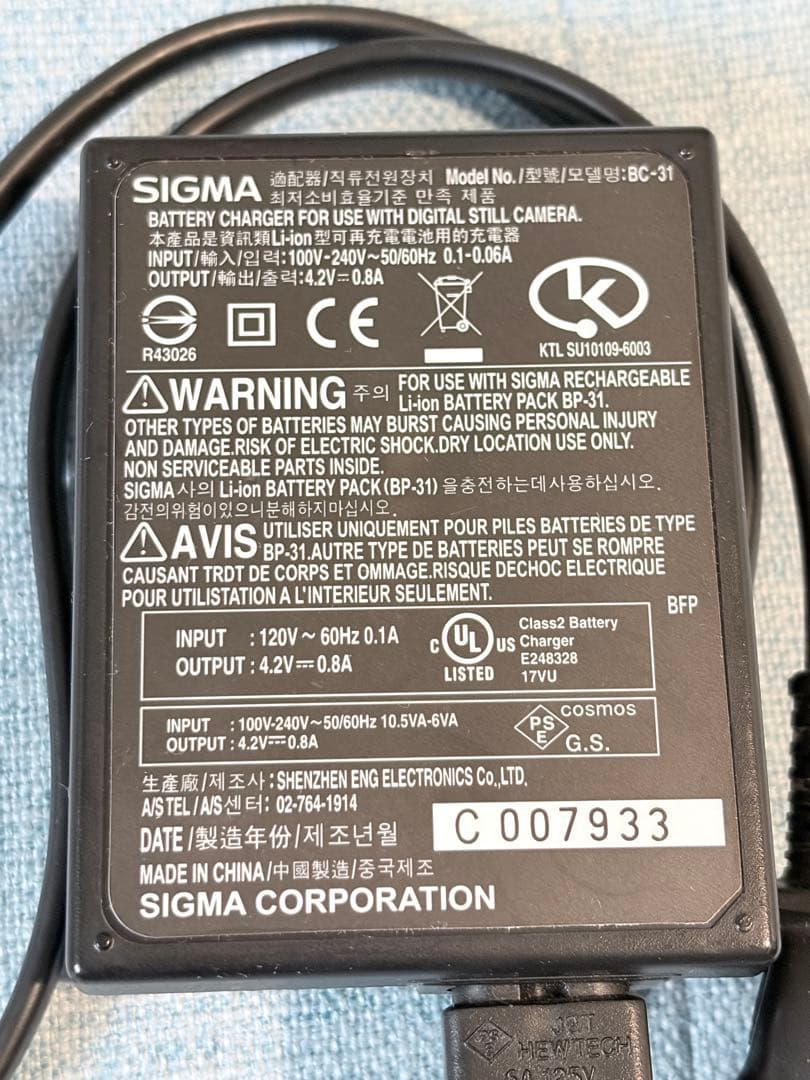 SIGMA 適配器/직류전원장치 Model No./型號/모델명:BC-31
최저소비효율기준 만족 제품
BATTERY CHARGER FOR USE WITH DIGITAL STILL CAMERA.
本產品是資訊類Li-ion型可再充電電池用的充電器
INPUT/輸入/입력:100V-240V~50/60Hz 0.1-0.06A
OUTPUT/輸出/출력:4.2V⎓0.8A
R43026
CE
K
KTL SU10109-6003
WARNING 주의 FOR USE WITH SIGMA RECHARGEABLE
Li-ion BATTERY PACK BP-31.
OTHER TYPES OF BATTERIES MAY BURST CAUSING PERSONAL INJURY
AND DAMAGE.RISK OF ELECTRIC SHOCK.DRY LOCATION USE ONLY.
NON SERVICEABLE PARTS INSIDE.
SIGMA사의 Li-ion BATTERY PACK(BP-31)을충전하는데사용하십시오.
감전의위험이있으니분해하지마십시오.
AVIS UTILISER UNIQUEMENT POUR PILES BATTERIES DE TYPE
BP-31.AUTRE TYPE DE BATTERIES PEUT SE ROMPRE
CAUSANT TRDT DE CORPS ET OMMAGE.RISQUE DECHOC ELECTRIQUE
POUR UTILISTATION A L'INTERIEUR SEULEMENT.
BFP
INPUT : 120V~60Hz 0.1A
OUTPUT : 4.2V⎓0.8A
C UL US LISTED
Class2 Battery
Charger
E248328
17VU
INPUT : 100V-240V~50/60Hz 10.5VA-6VA
OUTPUT : 4.2V⎓0.8A
PSE
cosmos
G.S.
生產廠/제조사:SHENZHEN ENG ELECTRONICS Co.,LTD.
A/S TEL/A/S센터: 02-764-1914
DATE/製造年份/제조년월
C 007933
MADE IN CHINA/中國製造/중국제조
SIGMA CORPORATION
JET
HEWTECH
6A 125V